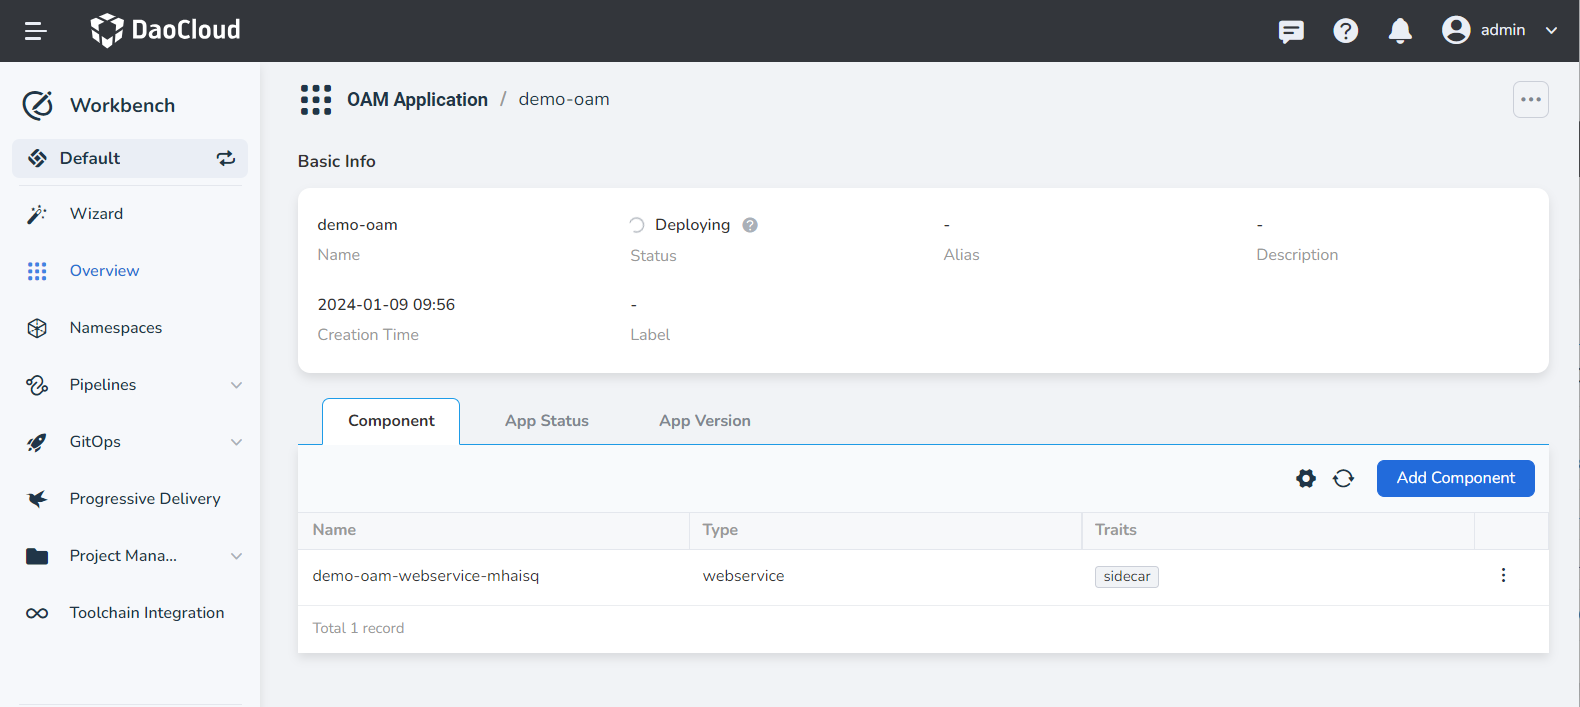 DaoCloud
admin
Workbench
Default
Wizard
Overview
Namespaces
Pipelines
GitOps
Progressive Delivery
Project Mana...
Toolchain Integration
OAM Application / demo-oam
Basic Info
demo-oam
Name
Deploying
Status
-
Alias
-
Description
2024-01-09 09:56
Creation Time
-
Label
Component App Status App Version
Add Component
Name Type Traits
demo-oam-webservice-mhaisq webservice sidecar
Total 1 record